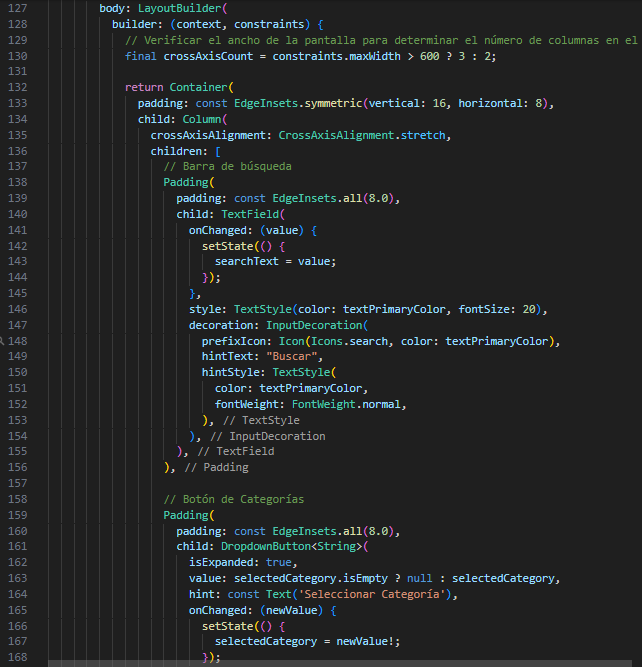 127 body: LayoutBuilder(
128 builder: (context, constraints) {
129 // Verificar el ancho de la pantalla para determinar el número de columnas en el
130 final crossAxisCount = constraints.maxWidth > 600 ? 3 : 2;
131
132 return Container(
133 padding: const EdgeInsets.symmetric(vertical: 16, horizontal: 8),
134 child: Column(
135 crossAxisAlignment: CrossAxisAlignment.stretch,
136 children: [
137 // Barra de búsqueda
138 Padding(
139 padding: const EdgeInsets.all(8.0),
140 child: TextField(
141 onChanged: (value) {
142 setState(() {
143 searchText = value;
144 });
145 },
146 style: TextStyle(color: textPrimaryColor, fontSize: 20),
147 decoration: InputDecoration(
148 prefixIcon: Icon(Icons.search, color: textPrimaryColor),
149 hintText: "Buscar",
150 hintStyle: TextStyle(
151 color: textPrimaryColor,
152 fontWeight: FontWeight.normal,
153 ), // TextStyle
154 ), // InputDecoration
155 ), // TextField
156 ), // Padding
157
158 // Botón de Categorías
159 Padding(
160 padding: const EdgeInsets.all(8.0),
161 child: DropdownButton<String>(
162 isExpanded: true,
163 value: selectedCategory.isEmpty ? null : selectedCategory,
164 hint: const Text('Seleccionar Categoría'),
165 onChanged: (newValue) {
166 setState(() {
167 selectedCategory = newValue!;
168 });